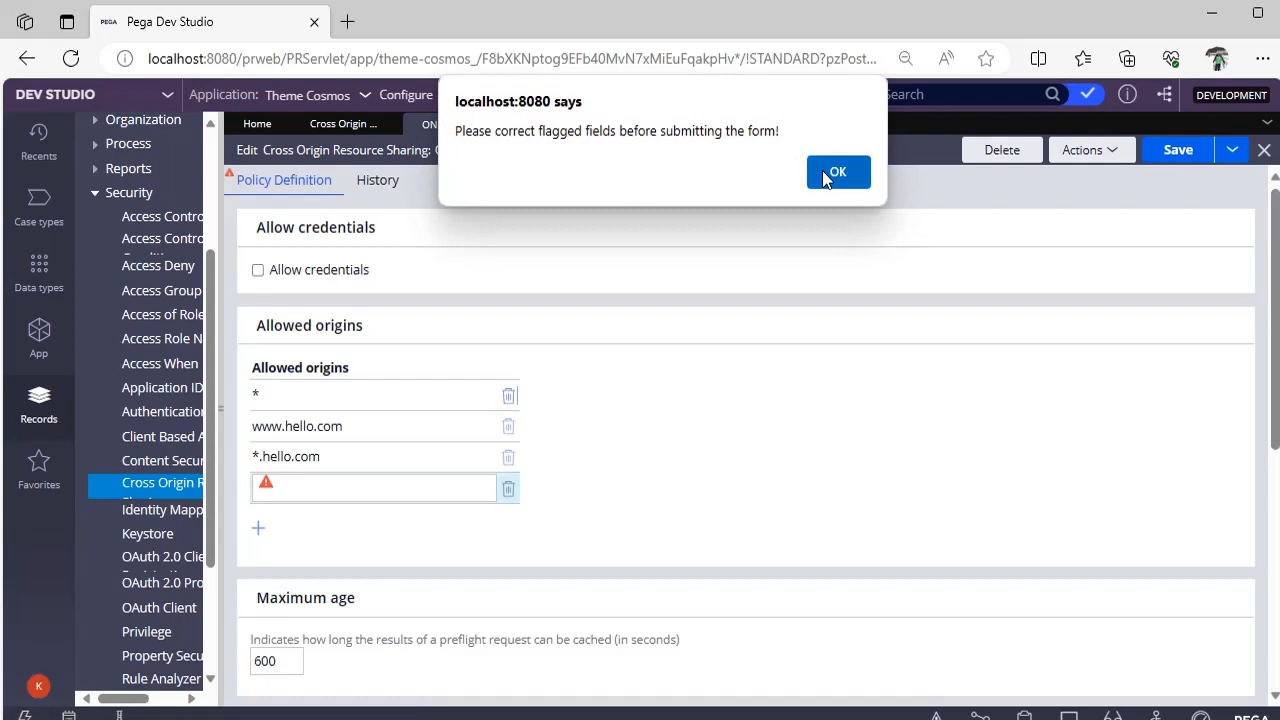 PEGA Pega Dev Studio
localhost:8080/prweb/PRServlet/app/theme-cosmos_/F8bXKNptog9EFb40MvN7xMiEuFqakpHv*/!STANDARD?pzPost...
DEV STUDIO
Application: Theme Cosmos
Configure
Search
DEVELOPMENT
localhost:8080 says
Please correct flagged fields before submitting the form!
OK
Recents
Case types
Data types
App
Records
Favorites
K
Organization
Process
Reports
Security
Access Contro
Access Contro
Access Deny
Access Group
Access of Role
Access Role N
Access When
Application ID
Authentication
Client Based A
Content Secur
Cross Origin R
Identity Mapp
Keystore
OAuth 2.0 Clie
OAuth 2.0 Pro
OAuth Client
Privilege
Property Secu
Rule Analyzer
Home
Cross Origin ...
ON
Edit Cross Origin Resource Sharing:
Delete
Actions
Save
Policy Definition
History
Allow credentials
Allow credentials
Allowed origins
Allowed origins
*
www.hello.com
*.hello.com
Maximum age
Indicates how long the results of a preflight request can be cached (in seconds)
600
PEGA